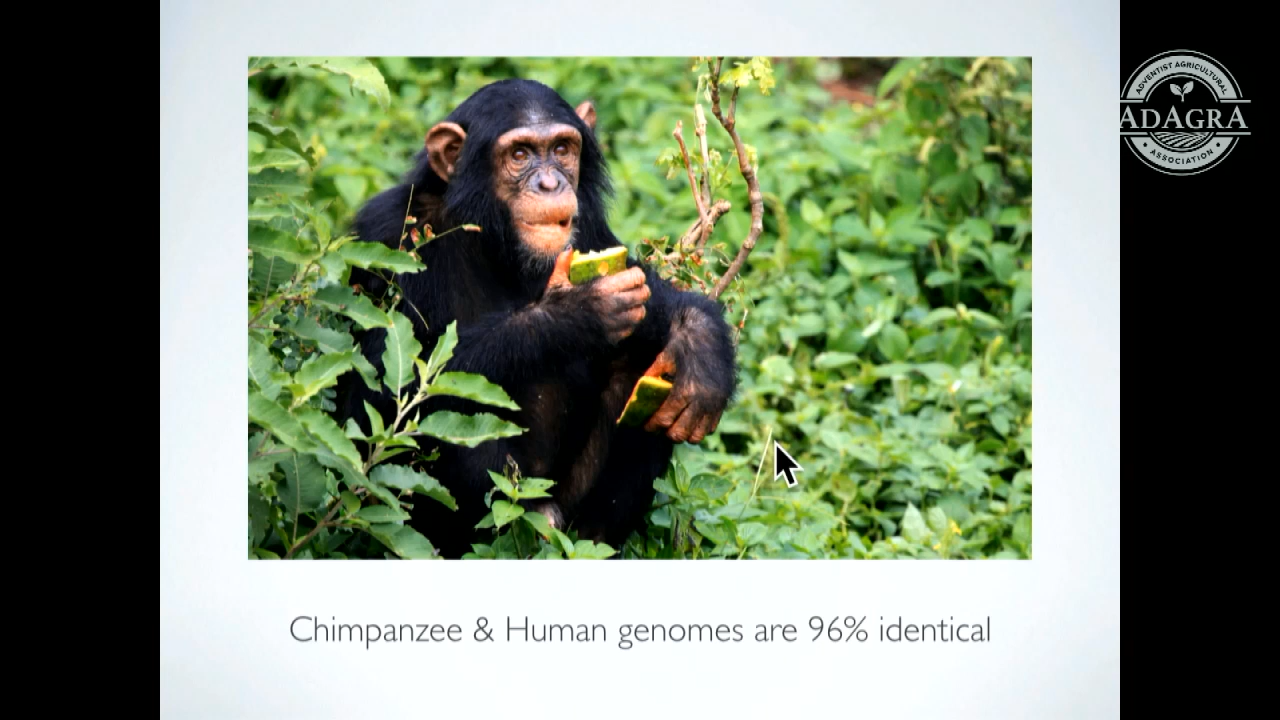 ADVENTIST AGRICULTURAL
ADAGRA
ASSOCIATION
Chimpanzee & Human genomes are 96% identical